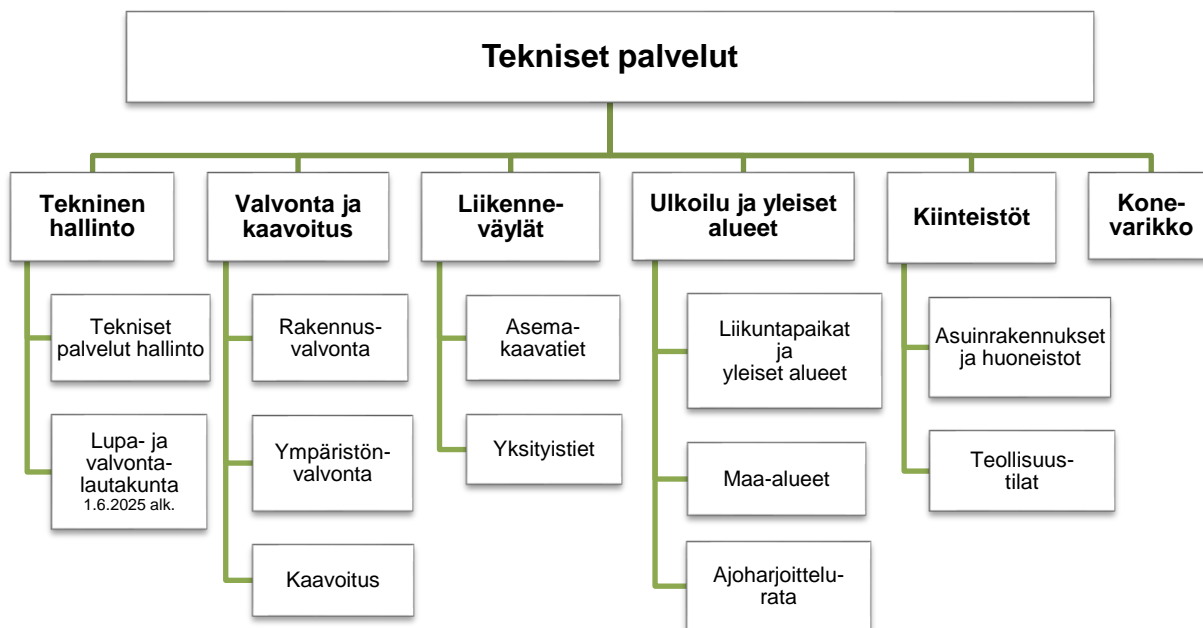 Tekniset palvelut
Tekninen
hallinto
Valvonta ja
kaavoitus
Liikenne-
väylät
Ulkoilu ja yleiset
alueet
Kiinteistöt
Kone-
varikko
Tekniset
palvelut hallinto
Lupa- ja
valvonta-
lautakunta
1.6.2025 alk.
Rakennus-
valvonta
Ympäristön-
valvonta
Kaavoitus
Asema-
kaavatiet
Yksityistiet
Liikuntapaikat
ja
yleiset alueet
Maa-alueet
Ajoharjoittelu-
rata
Asuinrakennukset
ja huoneistot
Teollisuus-
tilat